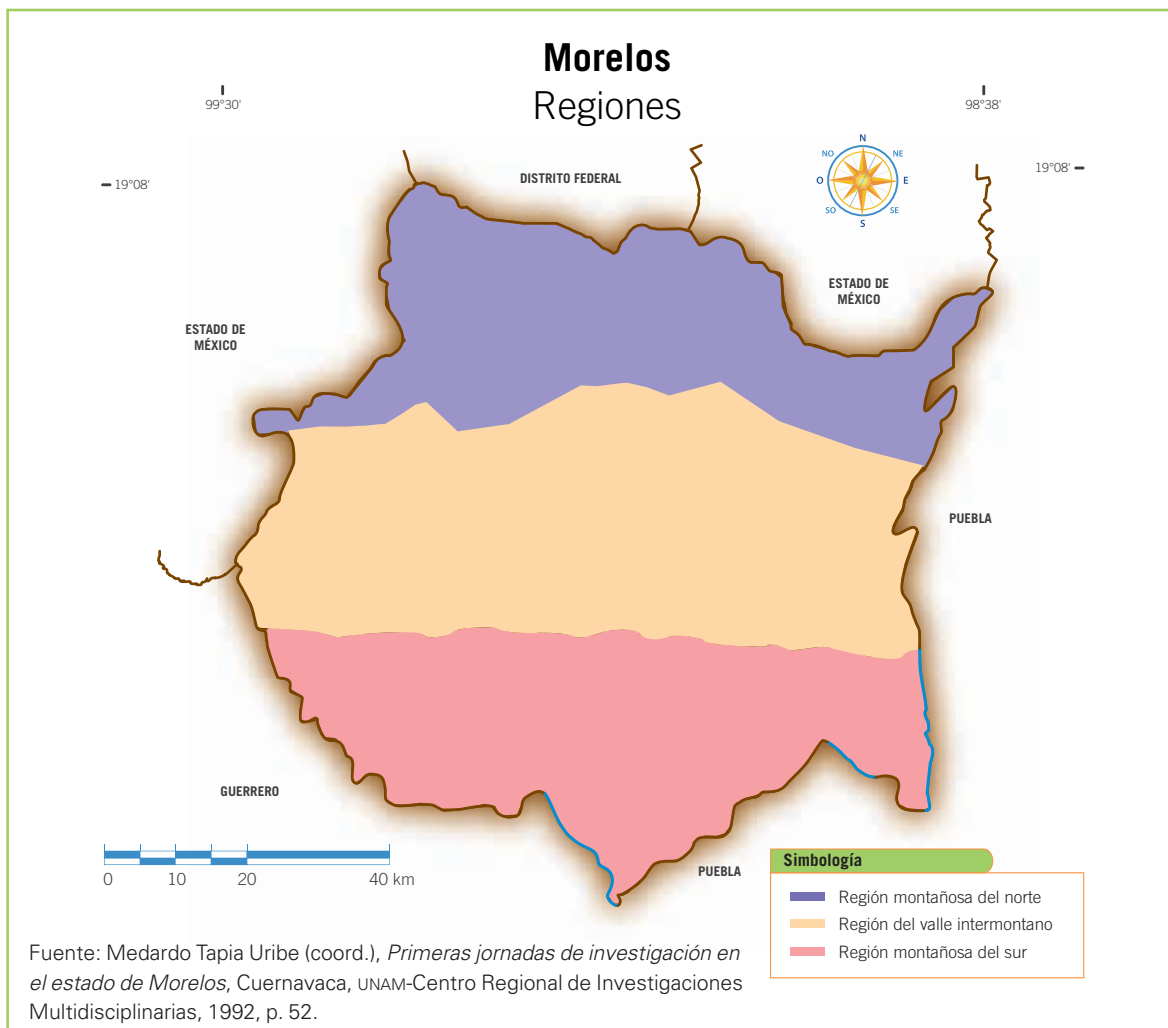 Morelos
Regiones
99°30'
98°38'
19°08'
19°08'
DISTRITO FEDERAL
N
NO
NE
O
E
SO
SE
S
ESTADO DE
MÉXICO
ESTADO DE
MÉXICO
PUEBLA
GUERRERO
PUEBLA
0 10 20 40 km
Simbología
Región montañosa del norte
Región del valle intermontano
Región montañosa del sur
Fuente: Medardo Tapia Uribe (coord.), Primeras jornadas de investigación en
el estado de Morelos, Cuernavaca, UNAM-Centro Regional de Investigaciones
Multidisciplinarias, 1992, p. 52.